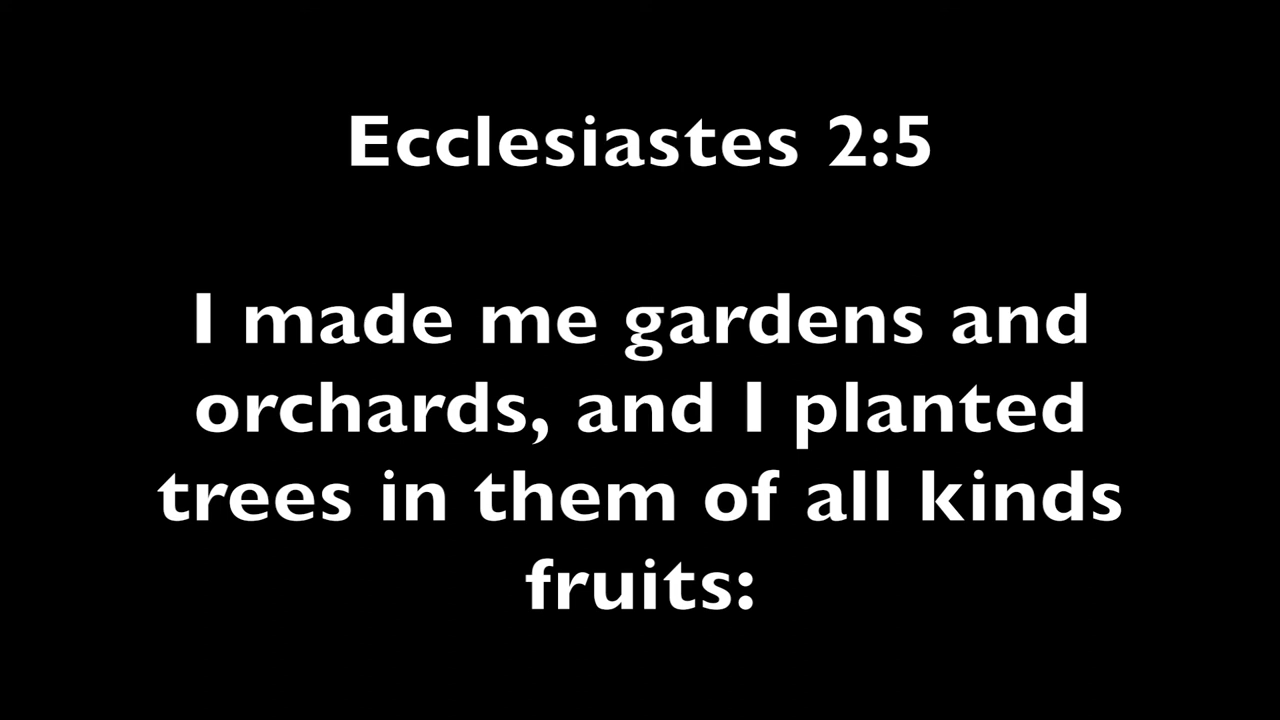 Ecclesiastes 2:5
I made me gardens and
orchards, and I planted
trees in them of all kinds
fruits: